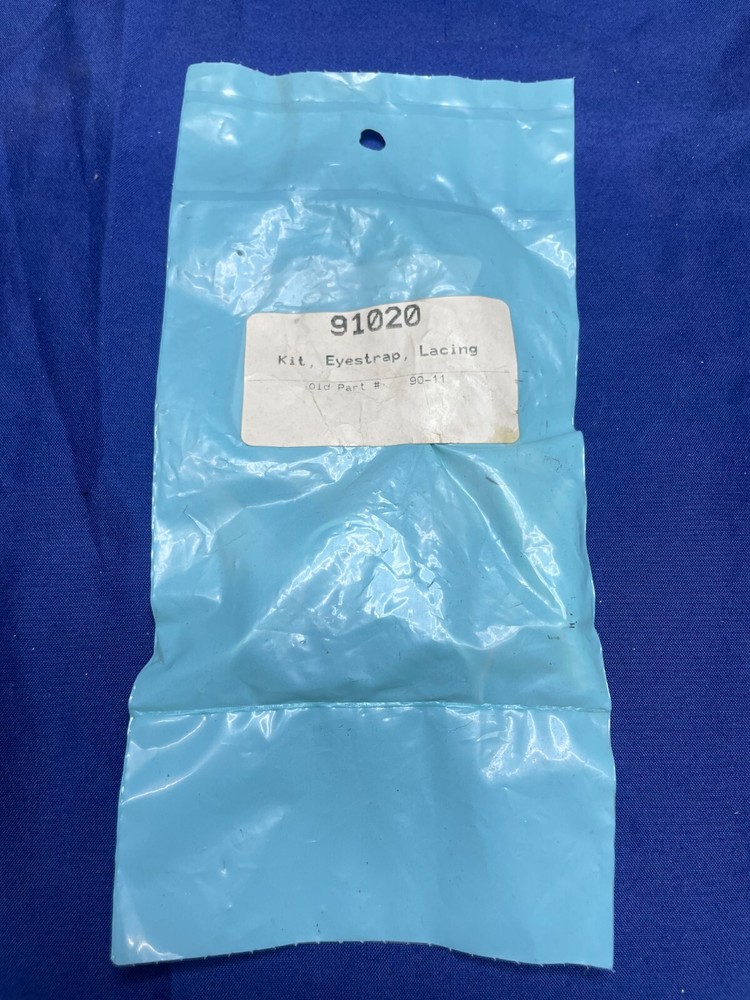 91020
Kit, Eyestrap, Lacing
Old Part #- 90-11